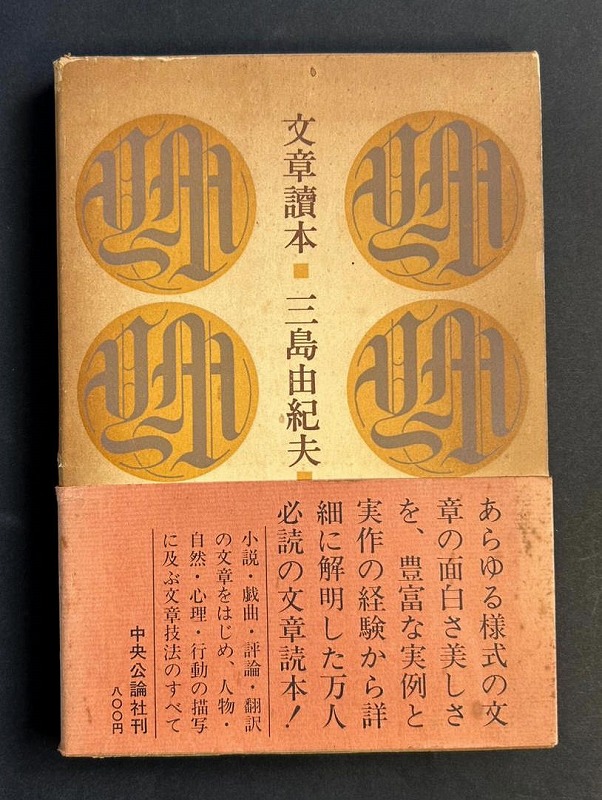 文章讀本■三島由紀夫■
あらゆる様式の文
章の面白さ美しさ
を、豊富な実例と
実作の経験から詳
細に解明した万人
必読の文章読本!
小説・戯曲・評論・翻訳
の文章をはじめ、人物・
自然・心理・行動の描写
に及ぶ文章技法のすべて
中央公論社刊
八〇〇円
YM
YM
YM
YM